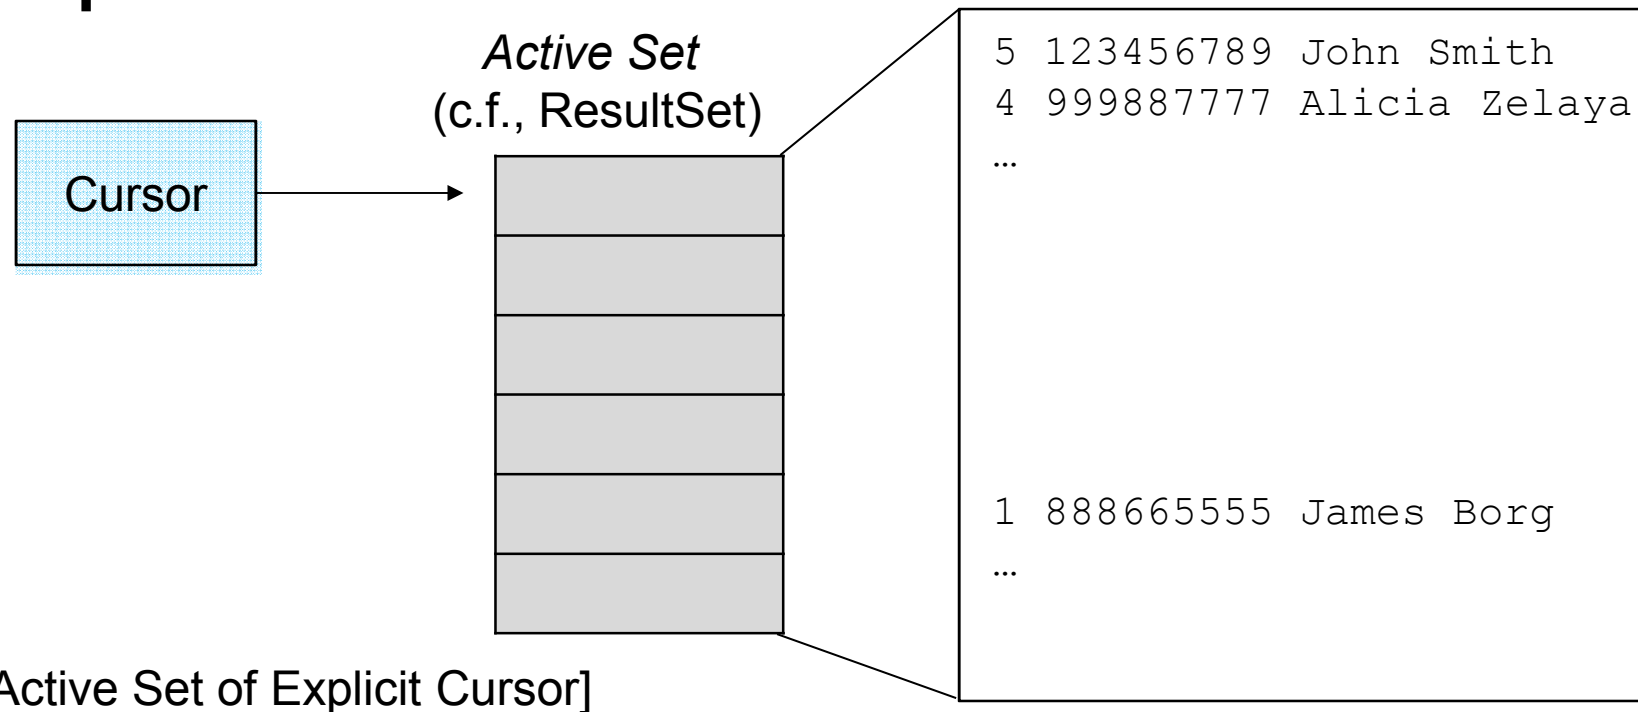 Active Set
(c.f., ResultSet)
Cursor
5 123456789 John Smith
4 999887777 Alicia Zelaya
…
1 888665555 James Borg
…
Active Set of Explicit Cursor]